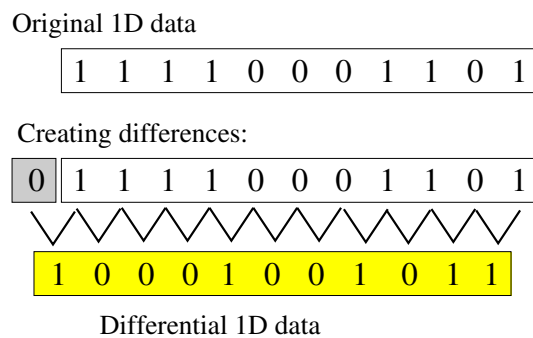 Original 1D data
1 1 1 1 0 0 0 1 1 0 1
Creating differences:
0 1 1 1 1 0 0 0 1 1 0 1
1 0 0 0 1 0 0 1 0 1 1
Differential 1D data